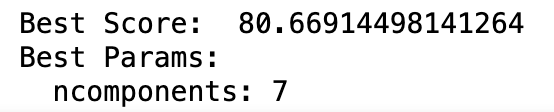 Best Score:  80.66914498141264
Best Params:
  ncomponents: 7